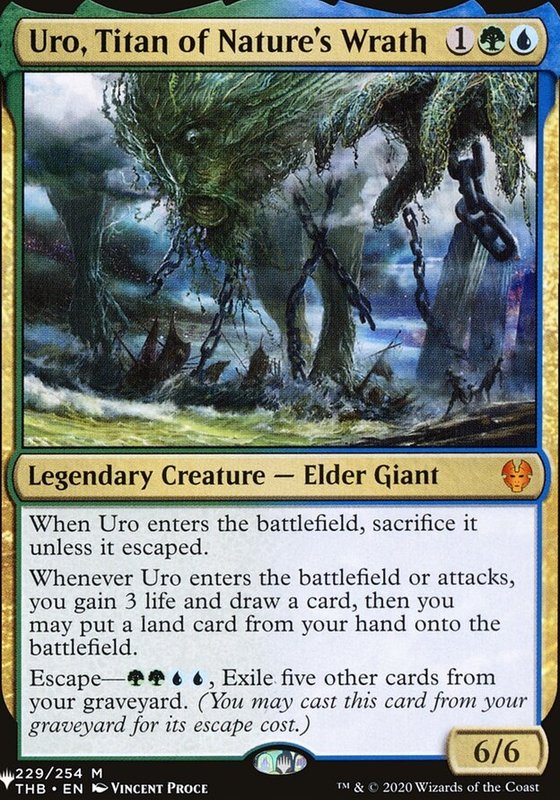 Uro, Titan of Nature's Wrath 1
Legendary Creature — Elder Giant
When Uro enters the battlefield, sacrifice it
unless it escaped.
Whenever Uro enters the battlefield or attacks,
you gain 3 life and draw a card, then you
may put a land card from your hand onto the
battlefield.
Escape—, Exile five other cards from
your graveyard. (You may cast this card from your
graveyard for its escape cost.)
6/6
229/254 M
THB • EN Vincent Proce
™ & © 2020 Wizards of the Coast